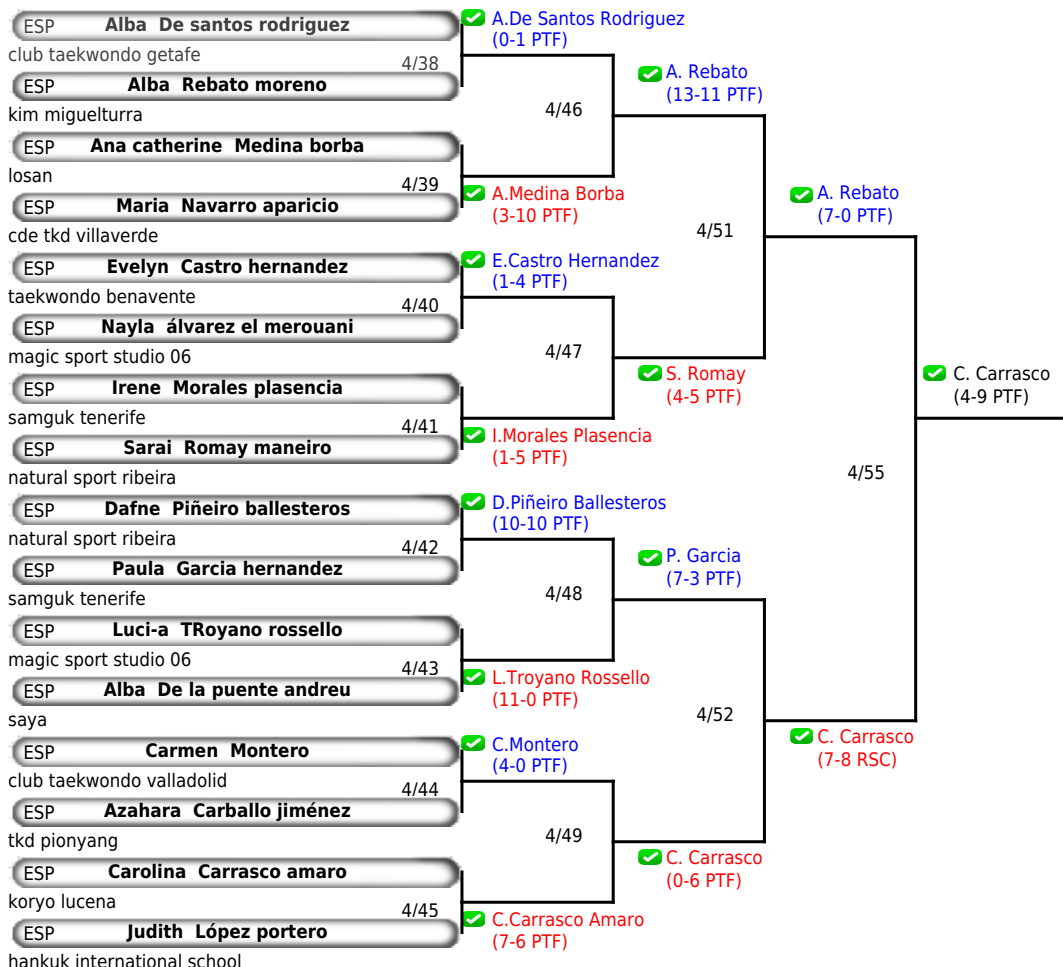 ESP Alba De santos rodriguez
club taekwondo getafe
4/38
ESP Alba Rebato moreno
kim miguelturra
ESP Ana catherine Medina borba
losan
4/39
ESP Maria Navarro aparicio
cde tkd villaverde
ESP Evelyn Castro hernandez
taekwondo benavente
4/40
ESP Nayla álvarez el merouani
magic sport studio 06
ESP Irene Morales plasencia
samguk tenerife
4/41
ESP Sarai Romay maneiro
natural sport ribeira
ESP Dafne Piñeiro ballesteros
natural sport ribeira
4/42
ESP Paula Garcia hernandez
samguk tenerife
ESP Luci-a TRoyano rossello
magic sport studio 06
4/43
ESP Alba De la puente andreu
saya
ESP Carmen Montero
club taekwondo valladolid
4/44
ESP Azahara Carballo jiménez
tkd pionyang
ESP Carolina Carrasco amaro
koryo lucena
4/45
ESP Judith López portero
hankuk international school
A.De Santos Rodriguez
(0-1 PTF)
4/46
A.Medina Borba
(3-10 PTF)
E.Castro Hernandez
(1-4 PTF)
4/47
I.Morales Plasencia
(1-5 PTF)
D.Piñeiro Ballesteros
(10-10 PTF)
4/48
L.Troyano Rossello
(11-0 PTF)
C.Montero
(4-0 PTF)
4/49
C.Carrasco Amaro
(7-6 PTF)
A. Rebato
(13-11 PTF)
4/51
S. Romay
(4-5 PTF)
P. Garcia
(7-3 PTF)
4/52
C. Carrasco
(0-6 PTF)
A. Rebato
(7-0 PTF)
4/55
C. Carrasco
(7-8 RSC)
C. Carrasco
(4-9 PTF)